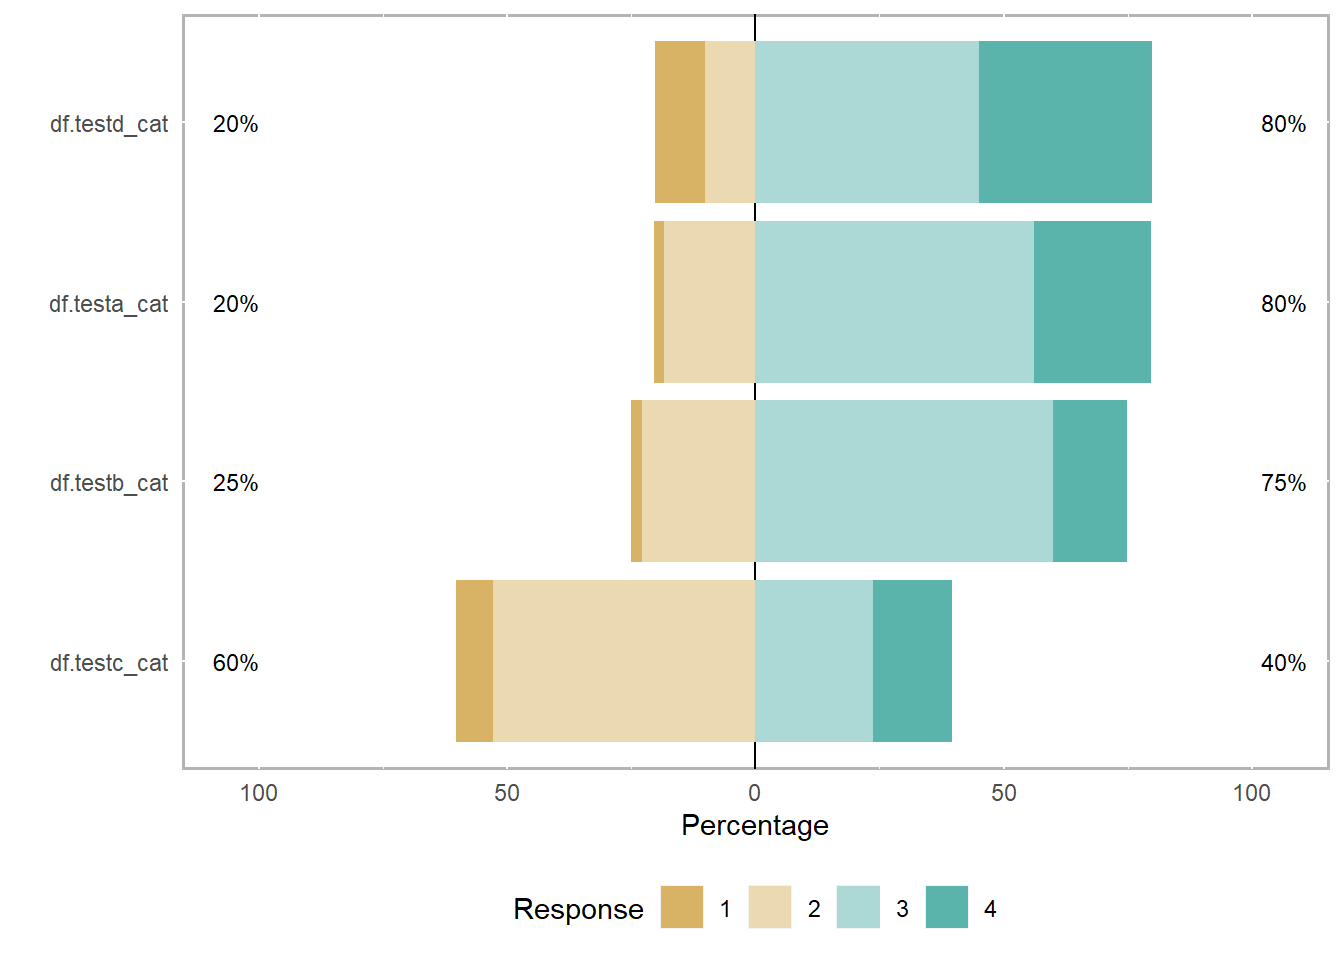 df.testd_cat 20% 80%
df.testa_cat 20% 80%
df.testb_cat 25% 75%
df.testc_cat 60% 40%
100 50 0 50 100
Percentage
Response 1 2 3 4